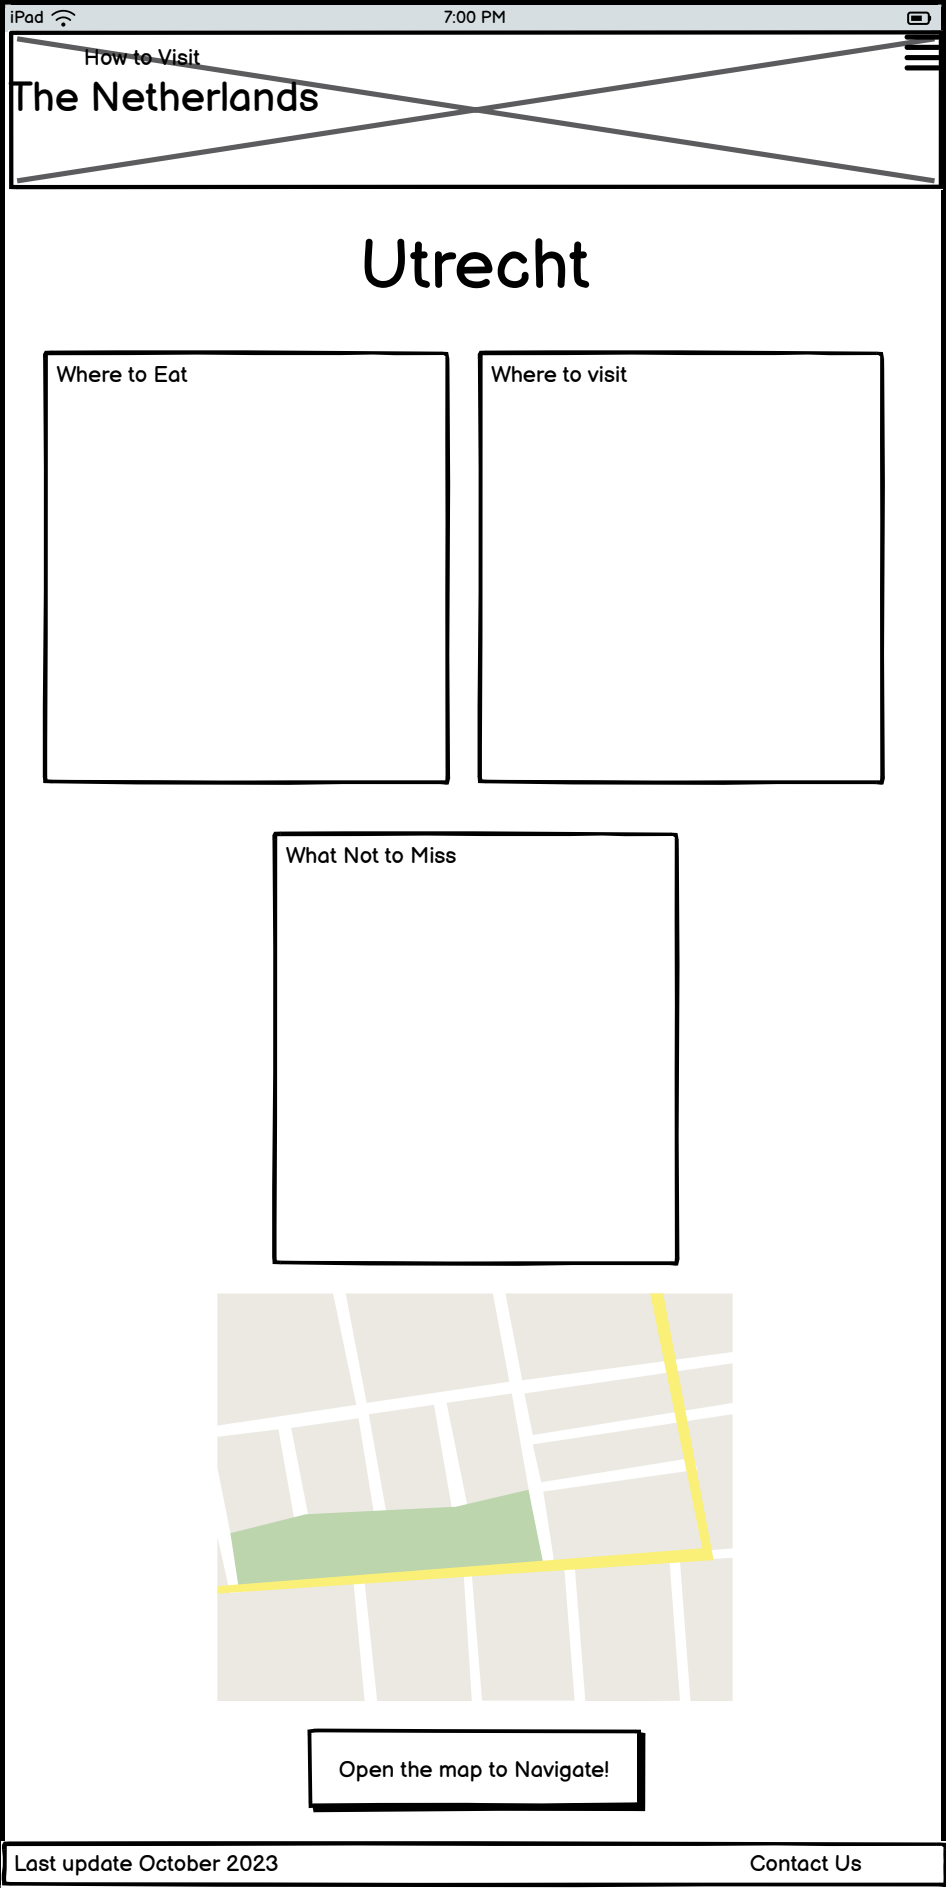 iPad
7:00 PM
How to Visit
The Netherlands
Utrecht
Where to Eat
Where to visit
What Not to Miss
Open the map to Navigate!
Last update October 2023
Contact Us